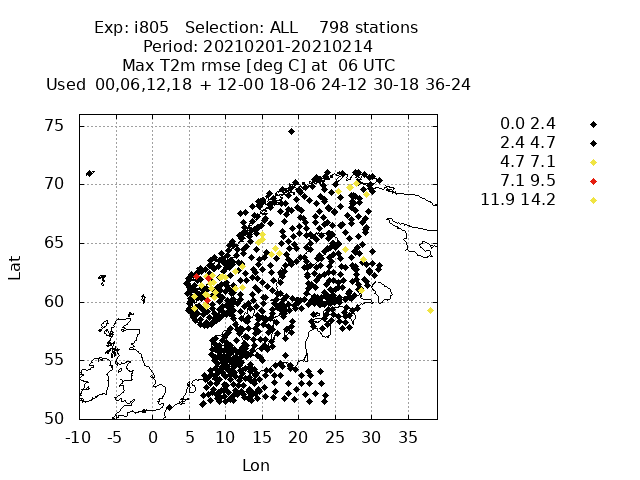 Exp: i805   Selection: ALL    798 stations
Period: 20210201-20210214
Max T2m rmse [deg C] at  06 UTC
Used  00,06,12,18  + 12-00 18-06 24-12 30-18 36-24
0.0 2.4
2.4 4.7
4.7 7.1
7.1 9.5
11.9 14.2
75
70
65
60
55
50
Lat
-10 -5 0 5 10 15 20 25 30 35
Lon